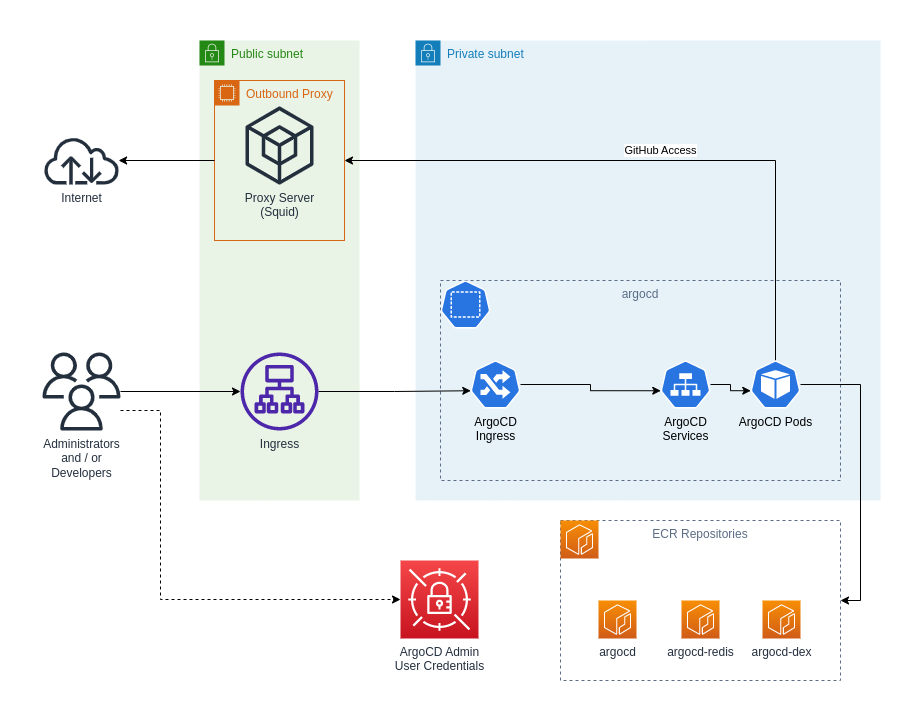 Public subnet
Private subnet
Outbound Proxy
Proxy Server
(Squid)
Internet
GitHub Access
argocd
Administrators
and / or
Developers
Ingress
ArgoCD
Ingress
ArgoCD
Services
ArgoCD Pods
ECR Repositories
argocd
argocd-redis
argocd-dex
ArgoCD Admin
User Credentials